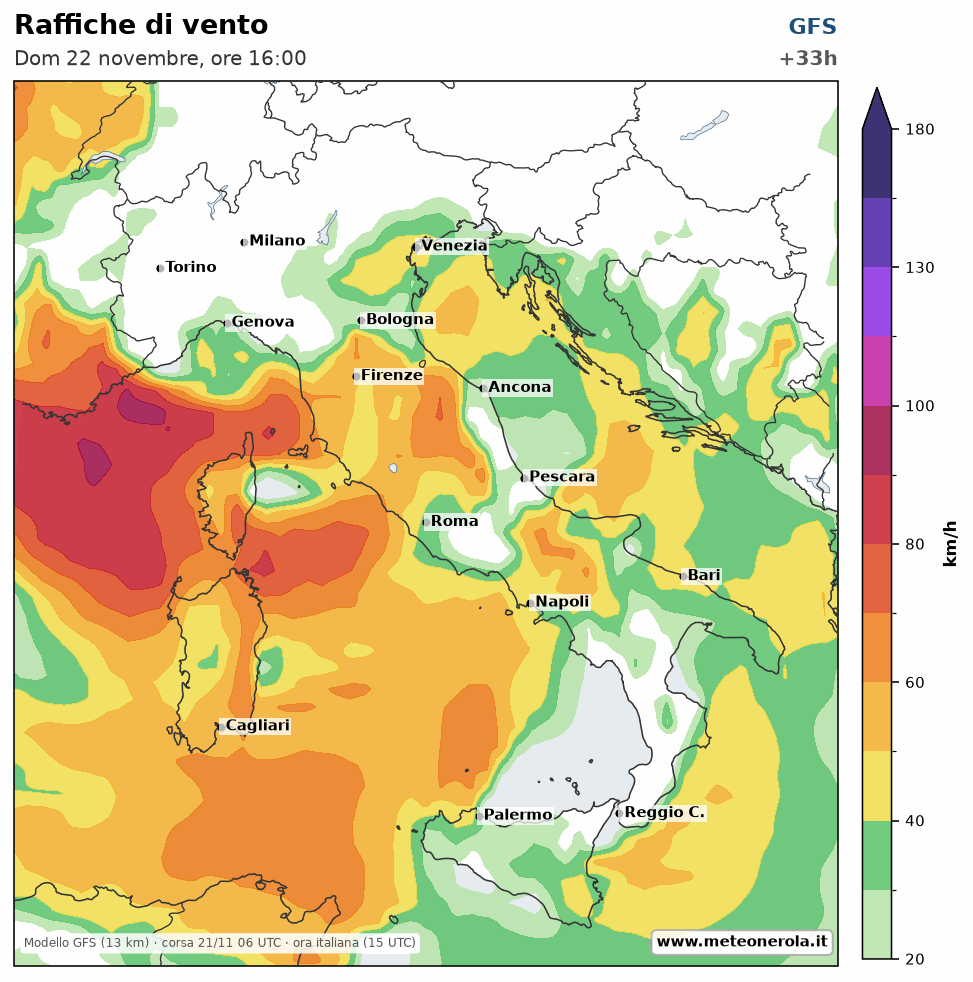 Raffiche di vento
GFS
Dom 22 novembre, ore 16:00
+33h
180
130
100
80
60
40
20
km/h
Venezia
Milano
Torino
Genova
Bologna
Firenze
Ancona
Pescara
Roma
Bari
Napoli
Cagliari
Palermo
Reggio C.
Modello GFS (13 km) · corsa 21/11 06 UTC · ora italiana (15 UTC)
www.meteonerola.it